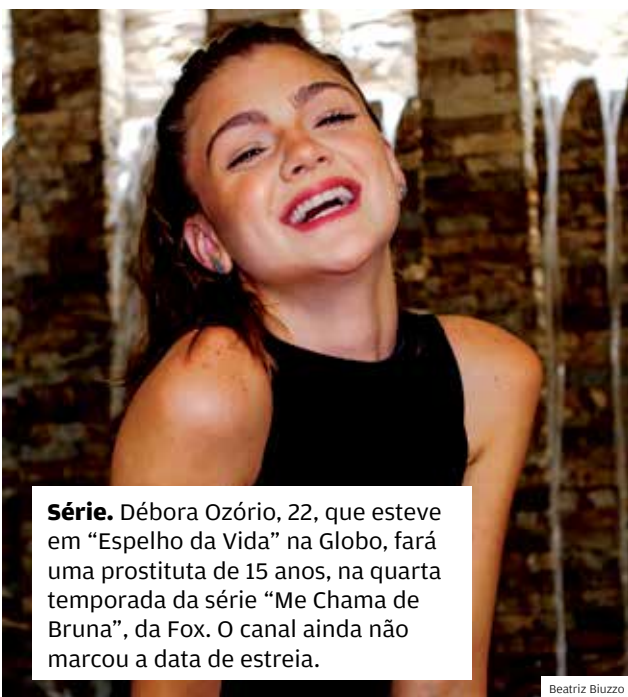 Série. Débora Ozório, 22, que esteve
em “Espelho da Vida” na Globo, fará
uma prostituta de 15 anos, na quarta
temporada da série “Me Chama de
Bruna”, da Fox. O canal ainda não
marcou a data de estreia.
Beatriz Biuzzo